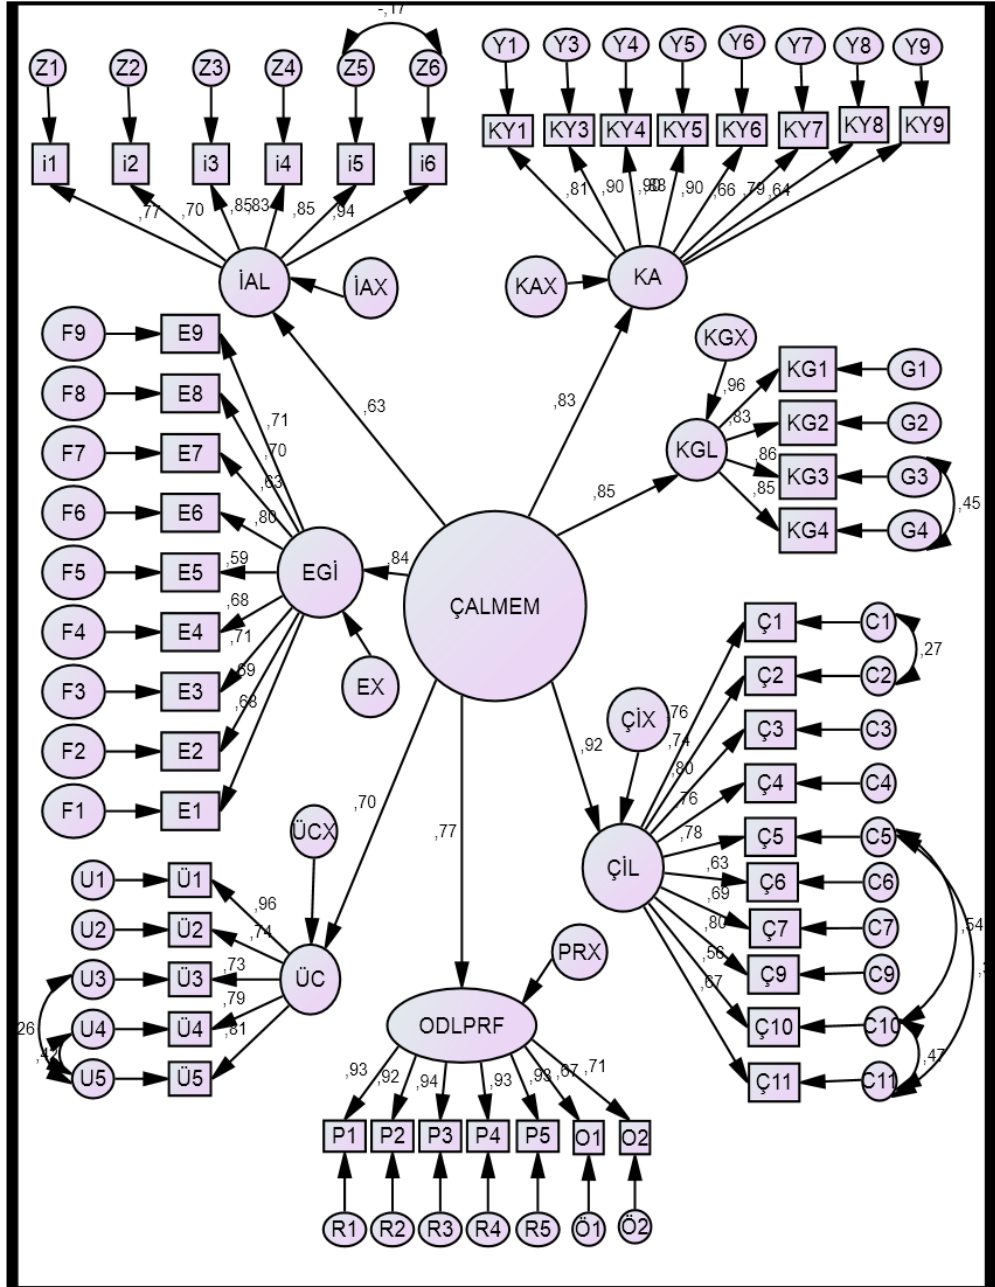 -,17
Z1 Z2 Z3 Z4 Z5 Z6
Y1 Y3 Y4 Y5 Y6 Y7 Y8 Y9
i1 i2 i3 i4 i5 i6
KY1 KY3 KY4 KY5 KY6 KY7 KY8 KY9
,77 ,70 ,85 ,83 ,85 ,94
,81 ,90 ,90 ,90 ,66 ,79 ,64
İAL İAX
KAX KA
,63
,83
KGX
F9 E9
F8 E8
F7 E7
F6 E6
F5 E5
F4 E4
F3 E3
F2 E2
F1 E1
,71
,70
,63
,80
,59
,68
,71
,68
EGİ
,84
EX
ÇALMEM
,85
KGL
,96
,83
,86
,85
KG1 G1
KG2 G2
KG3 G3
KG4 G4
,45
,92
ÇİX
ÇİL
,76
,74
,80
,76
,78
,63
,69
,80
,56
,67
Ç1 C1
Ç2 C2
Ç3 C3
Ç4 C4
Ç5 C5
Ç6 C6
Ç7 C7
Ç9 C9
Ç10 C10
Ç11 C11
,27
,54
,47
,70
ÜCX
ÜC
U1 Ü1
U2 Ü2
U3 Ü3
U4 Ü4
U5 Ü5
,96
,74
,73
,79
,81
26
,77
PRX
ODLPRF
,93 ,92 ,94 ,93 ,93 ,67 ,71
P1 P2 P3 P4 P5 O1 O2
R1 R2 R3 R4 R5 Ö1 Ö2